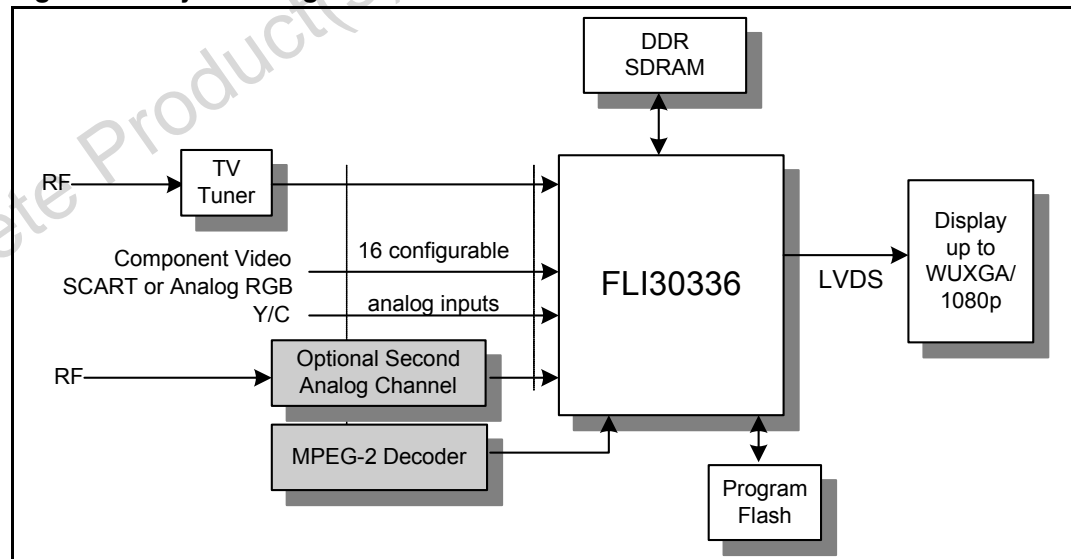 DDR
SDRAM
TV
Tuner
RF
Component Video
SCART or Analog RGB
Y/C
16 configurable
analog inputs
FLI30336
LVDS
Display
up to
WUXGA/
1080p
RF
Optional Second
Analog Channel
MPEG-2 Decoder
Program
Flash